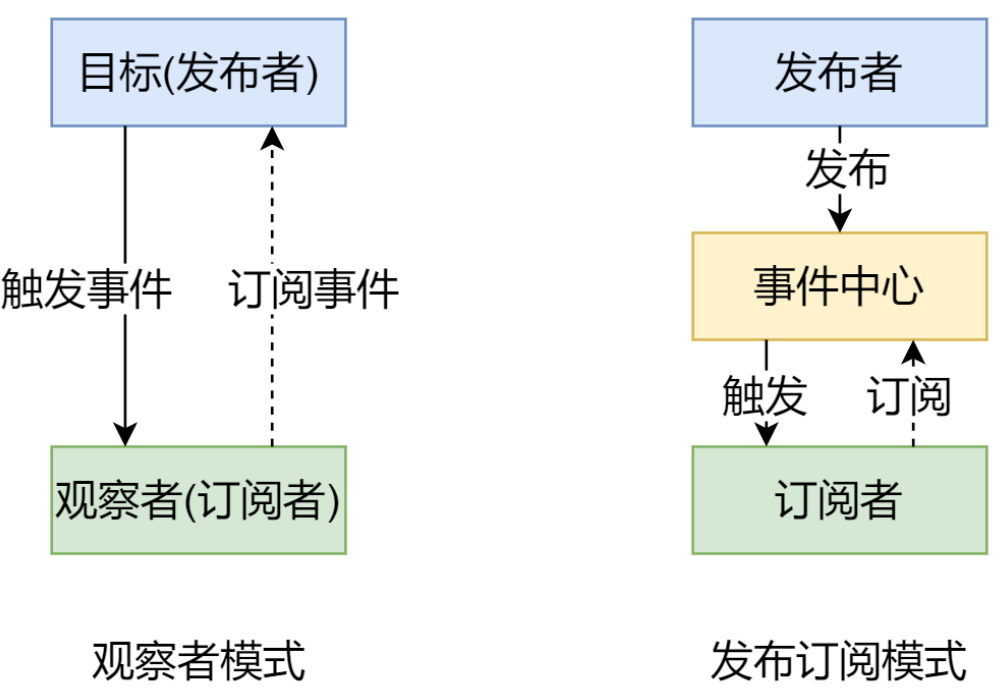 目标(发布者)
触发事件
订阅事件
观察者(订阅者)
观察者模式
发布者
发布
事件中心
触发
订阅
订阅者
发布订阅模式